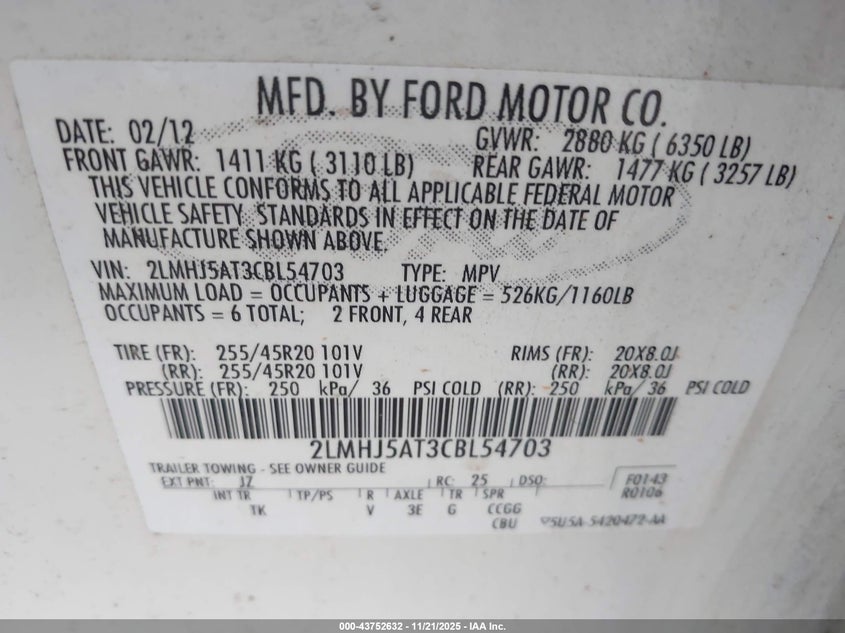 MFD. BY FORD MOTOR CO.
DATE: 02/12 GVWR: 2880 KG ( 6350 LB)
FRONT GAWR: 1411 KG ( 3110 LB) REAR GAWR: 1477 KG ( 3257 LB)
THIS VEHICLE CONFORMS TO ALL APPLICABLE FEDERAL MOTOR
VEHICLE SAFETY STANDARDS IN EFFECT ON THE DATE OF
MANUFACTURE SHOWN ABOVE.
VIN: 2LMHJ5AT3CBL54703 TYPE: MPV
MAXIMUM LOAD = OCCUPANTS + LUGGAGE = 526KG/1160LB
OCCUPANTS = 6 TOTAL; 2 FRONT, 4 REAR
TIRE (FR): 255/45R20 101V RIMS (FR): 20X8.0J
(RR): 255/45R20 101V (RR): 20X8.0J
PRESSURE (FR): 250 kPa/ 36 PSI COLD (RR): 250 kPa/ 36 PSI COLD
2LMHJ5AT3CBL54703
TRAILER TOWING - SEE OWNER GUIDE
EXT PNT: JZ RC: 25 DSO: F0143
R0106
INT TR TP/PS R AXLE TR SPR
TK V 3E G CCGG
CBU 5U5A-5420472-AA
000-43752632 - 11/21/2025 - IAA Inc.